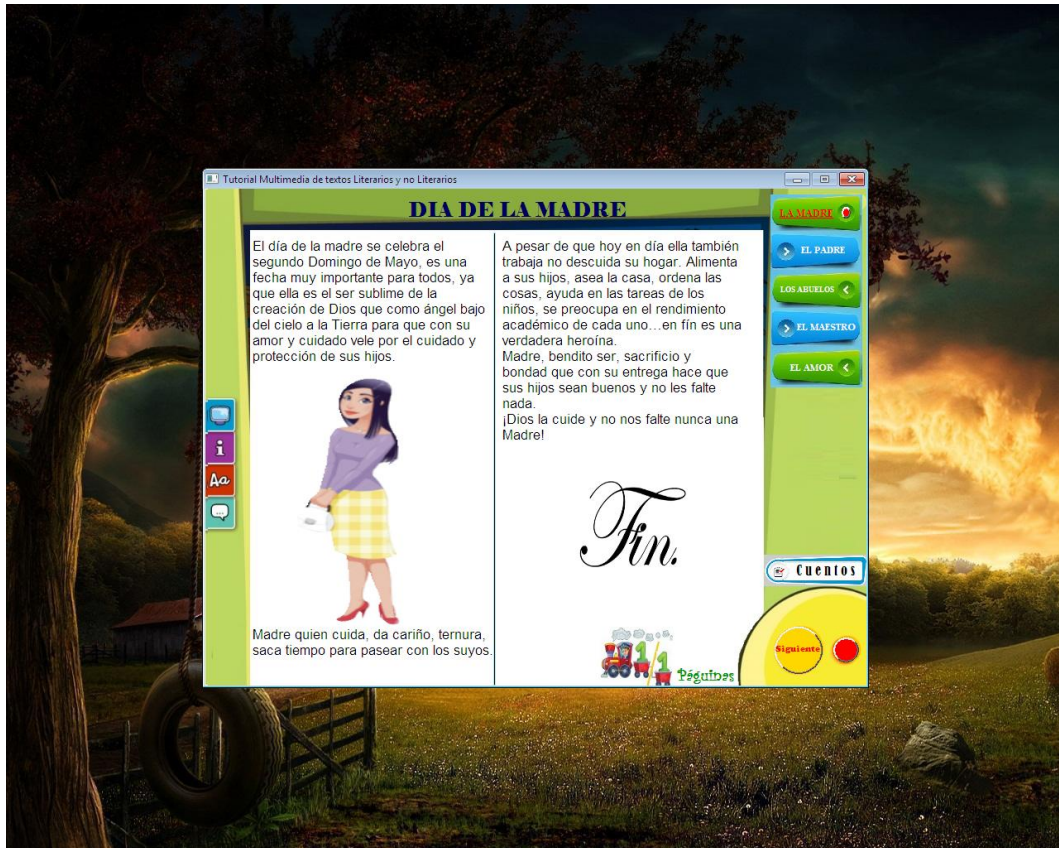 Tutorial Multimedia de textos Literarios y no Literarios
DIA DE LA MADRE
El día de la madre se celebra el
segundo Domingo de Mayo, es una
fecha muy importante para todos, ya
que ella es el ser sublime de la
creación de Dios que como ángel bajo
del cielo a la Tierra para que con su
amor y cuidado vele por el cuidado y
protección de sus hijos.
Madre quien cuida, da cariño, ternura,
saca tiempo para pasear con los suyos.
A pesar de que hoy en día ella también
trabaja no descuida su hogar. Alimenta
a sus hijos, asea la casa, ordena las
cosas, ayuda en las tareas de los
niños, se preocupa en el rendimiento
académico de cada uno…en fín es una
verdadera heroína.
Madre, bendito ser, sacrificio y
bondad que con su entrega hace que
sus hijos sean buenos y no les falte
nada.
¡Dios la cuide y no nos falte nunca una
Madre!
Fin.
1/1
Páguinas
LA MADRE
EL PADRE
LOS ABUELOS
EL MAESTRO
EL AMOR
i
Aa
Cuentos
Siguiente